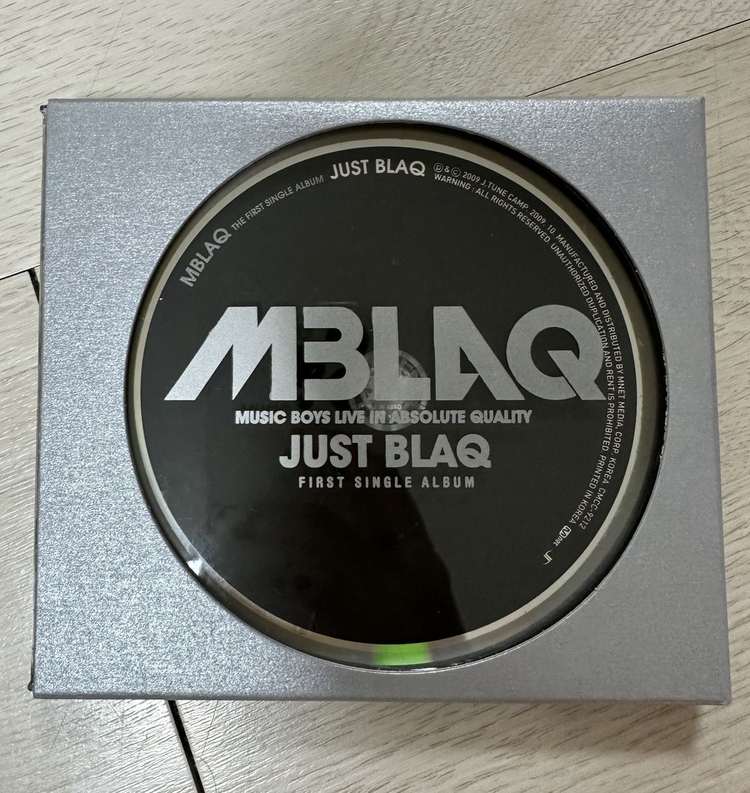 MBLAQ THE FIRST SINGLE ALBUM JUST BLAQ ⓟ & ⓒ 2009 J.TUNE CAMP. 2009. 10. MANUFACTURED AND DISTRIBUTED BY MNET MEDIA, CORP. KOREA. CMCC-9212
WARNING : ALL RIGHTS RESERVED. UNAUTHORIZED DUPLICATION AND RENT IS PROHIBITED. PRINTED IN KOREA Mnet
MBLAQ
MUSIC BOYS LIVE IN ABSOLUTE QUALITY
JUST BLAQ
FIRST SINGLE ALBUM